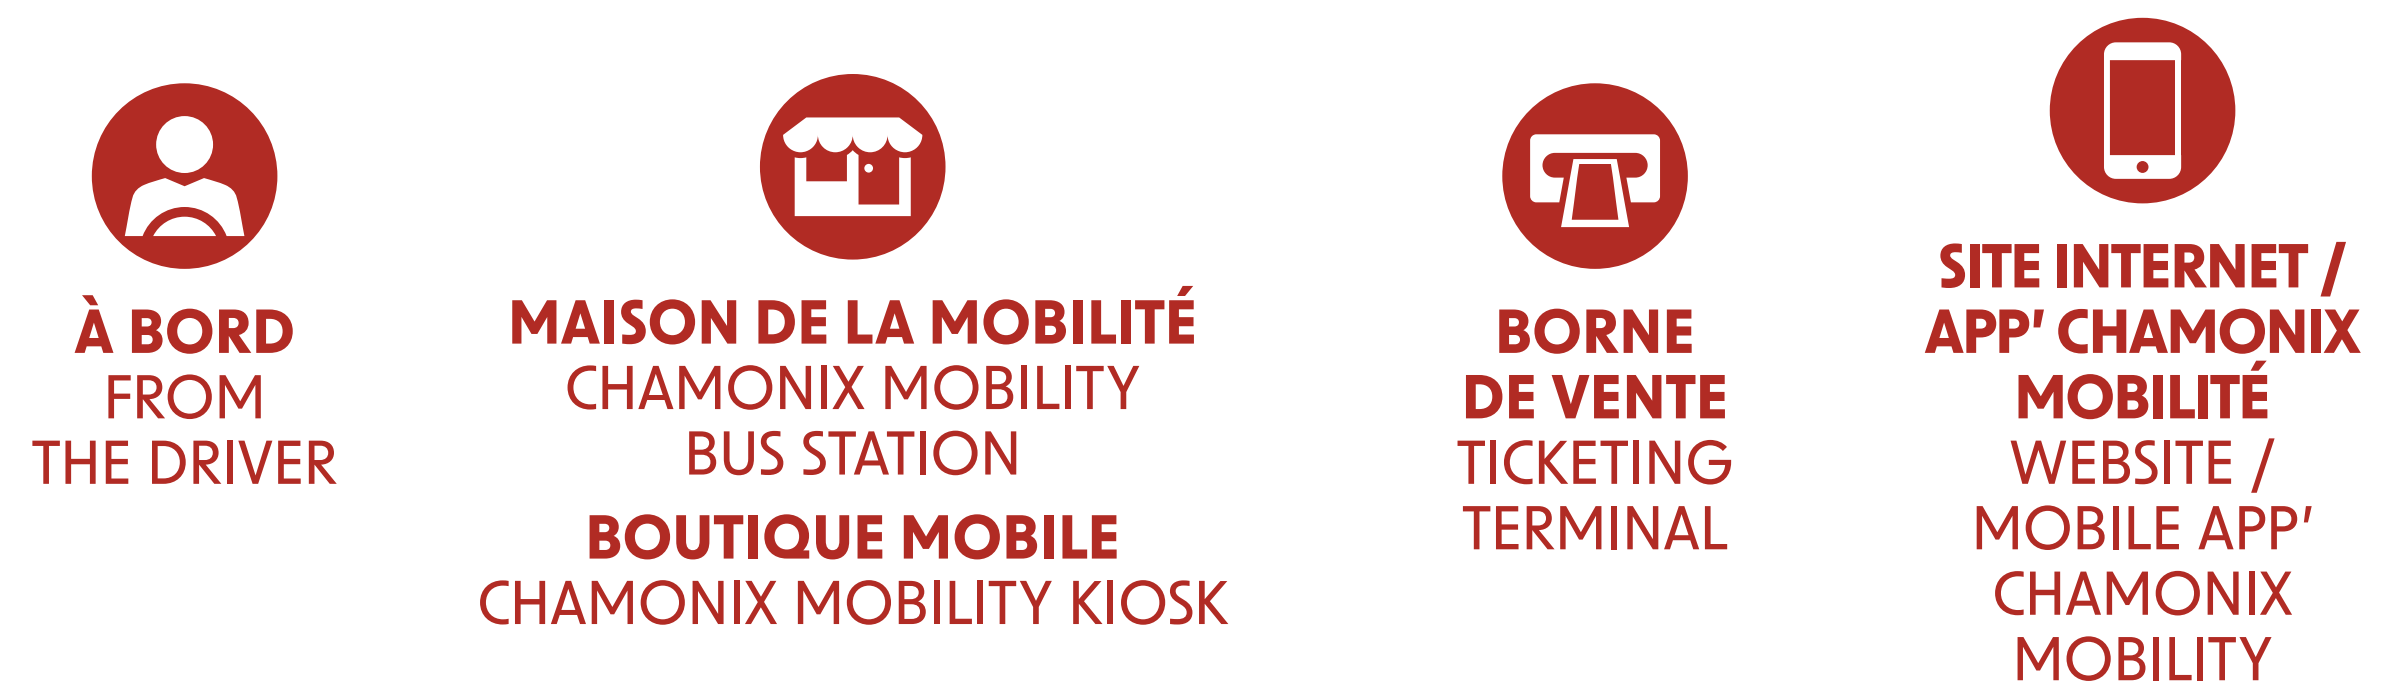 À BORD
FROM
THE DRIVER
MAISON DE LA MOBILITÉ
CHAMONIX MOBILITY
BUS STATION
BOUTIQUE MOBILE
CHAMONIX MOBILITY KIOSK
BORNE
DE VENTE
TICKETING
TERMINAL
SITE INTERNET /
APP' CHAMONIX
MOBILITÉ
WEBSITE /
MOBILE APP'
CHAMONIX
MOBILITY